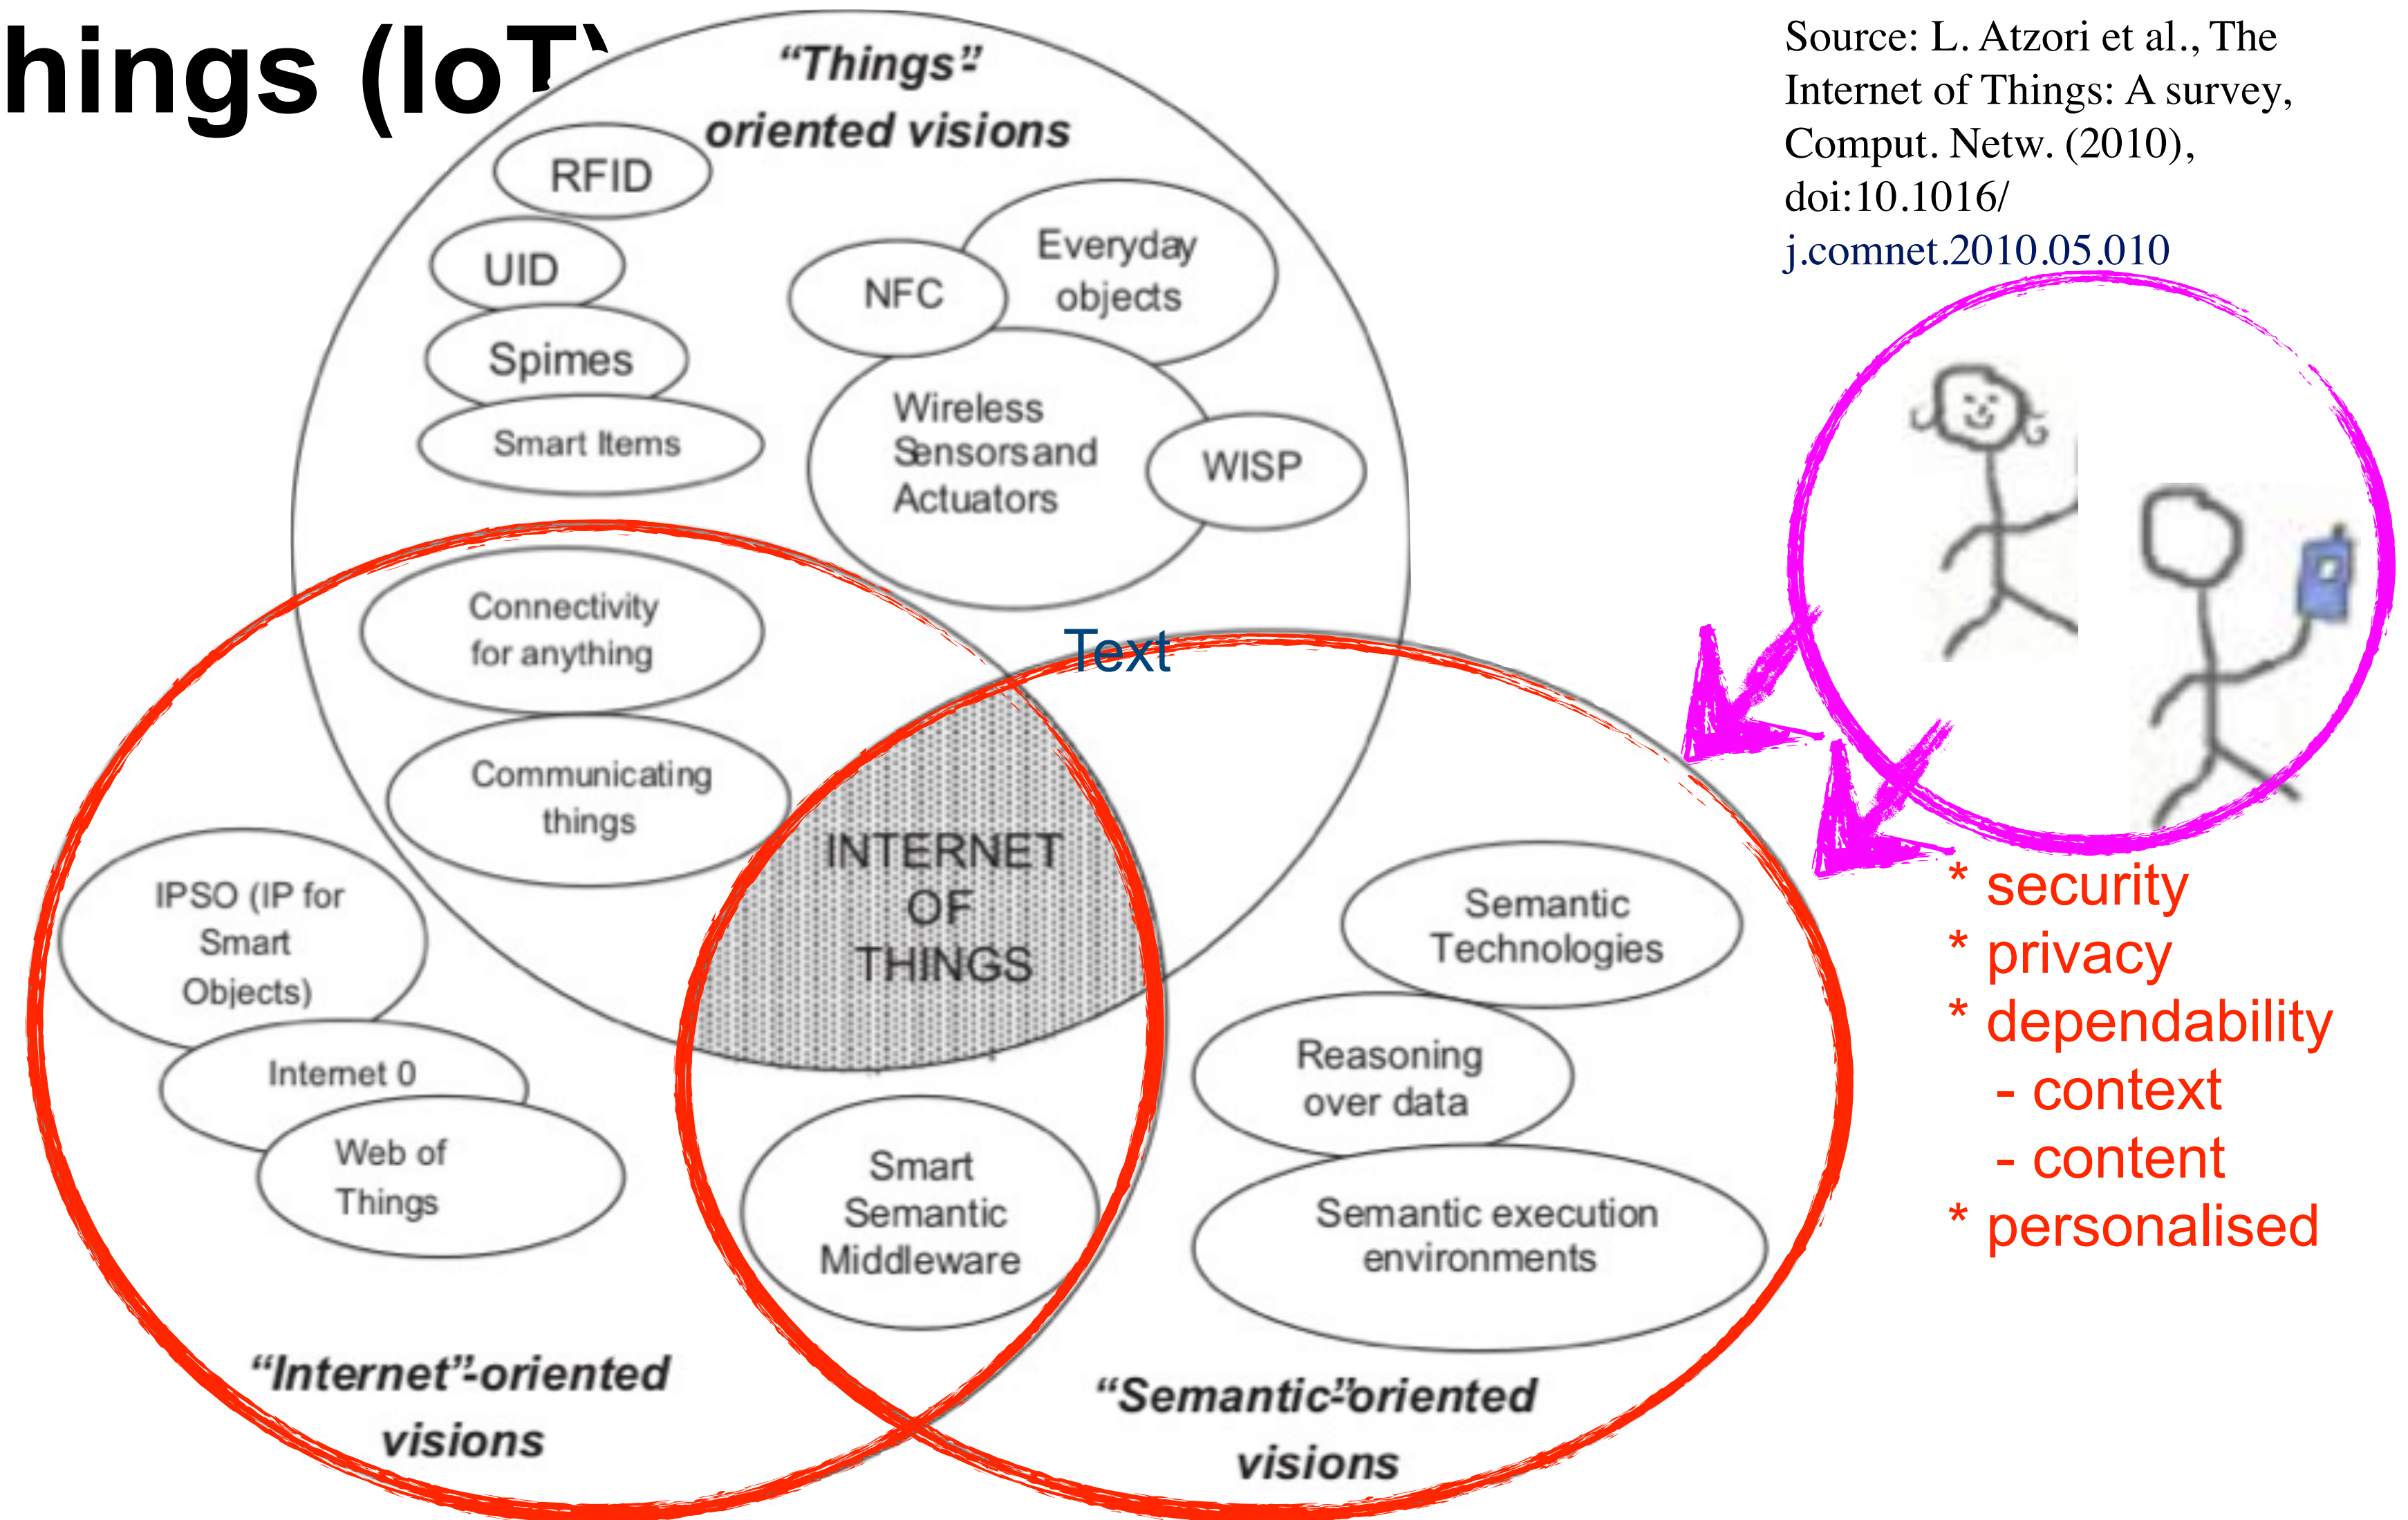 hings (IoT)
Source: L. Atzori et al., The
Internet of Things: A survey,
Comput. Netw. (2010),
doi:10.1016/
j.comnet.2010.05.010
“Things”-
oriented visions
RFID
UID
Spimes
Smart Items
NFC
Everyday
objects
Wireless
Sensors and
Actuators
WISP
Text
Connectivity
for anything
Communicating
things
INTERNET
OF
THINGS
IPSO (IP for
Smart
Objects)
Internet 0
Web of
Things
Smart
Semantic
Middleware
Semantic
Technologies
Reasoning
over data
Semantic execution
environments
“Internet”-oriented
visions
“Semantic”-oriented
visions
* security
* privacy
* dependability
- context
- content
* personalised